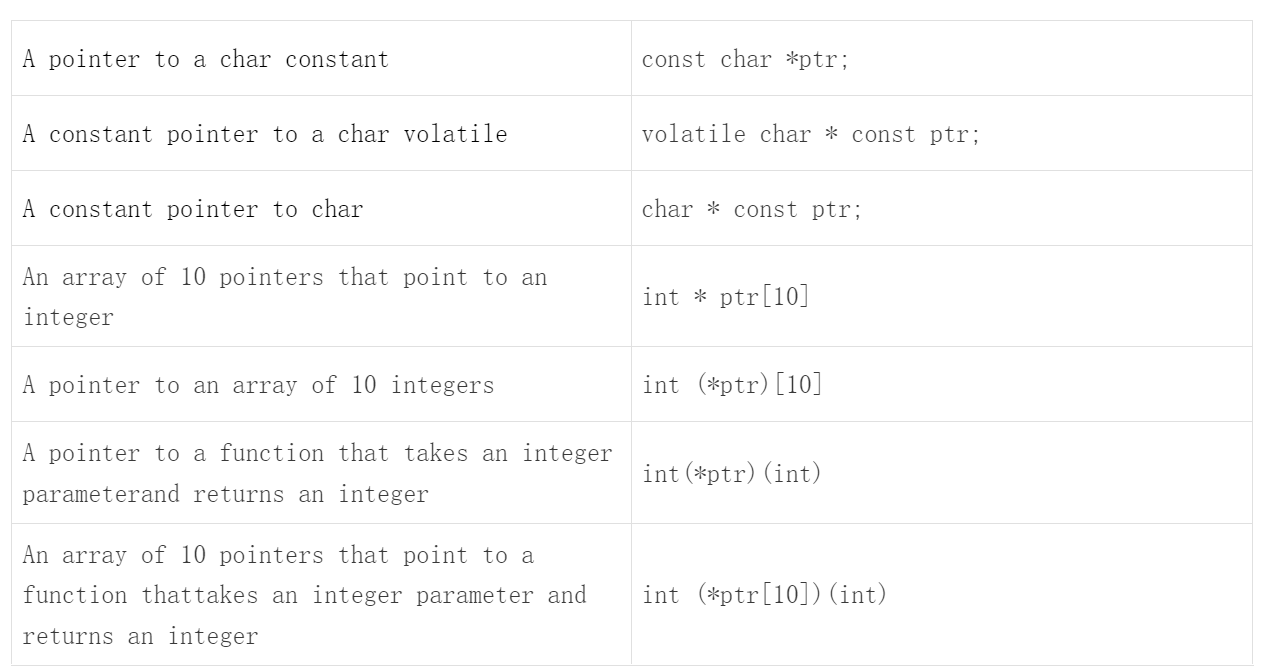 A pointer to a char constant
const char *ptr;
A constant pointer to a char volatile
volatile char * const ptr;
A constant pointer to char
char * const ptr;
An array of 10 pointers that point to an
integer
int * ptr[10]
A pointer to an array of 10 integers
int (*ptr)[10]
A pointer to a function that takes an integer
parameterand returns an integer
int(*ptr)(int)
An array of 10 pointers that point to a
function thattakes an integer parameter and
returns an integer
int (*ptr[10])(int)